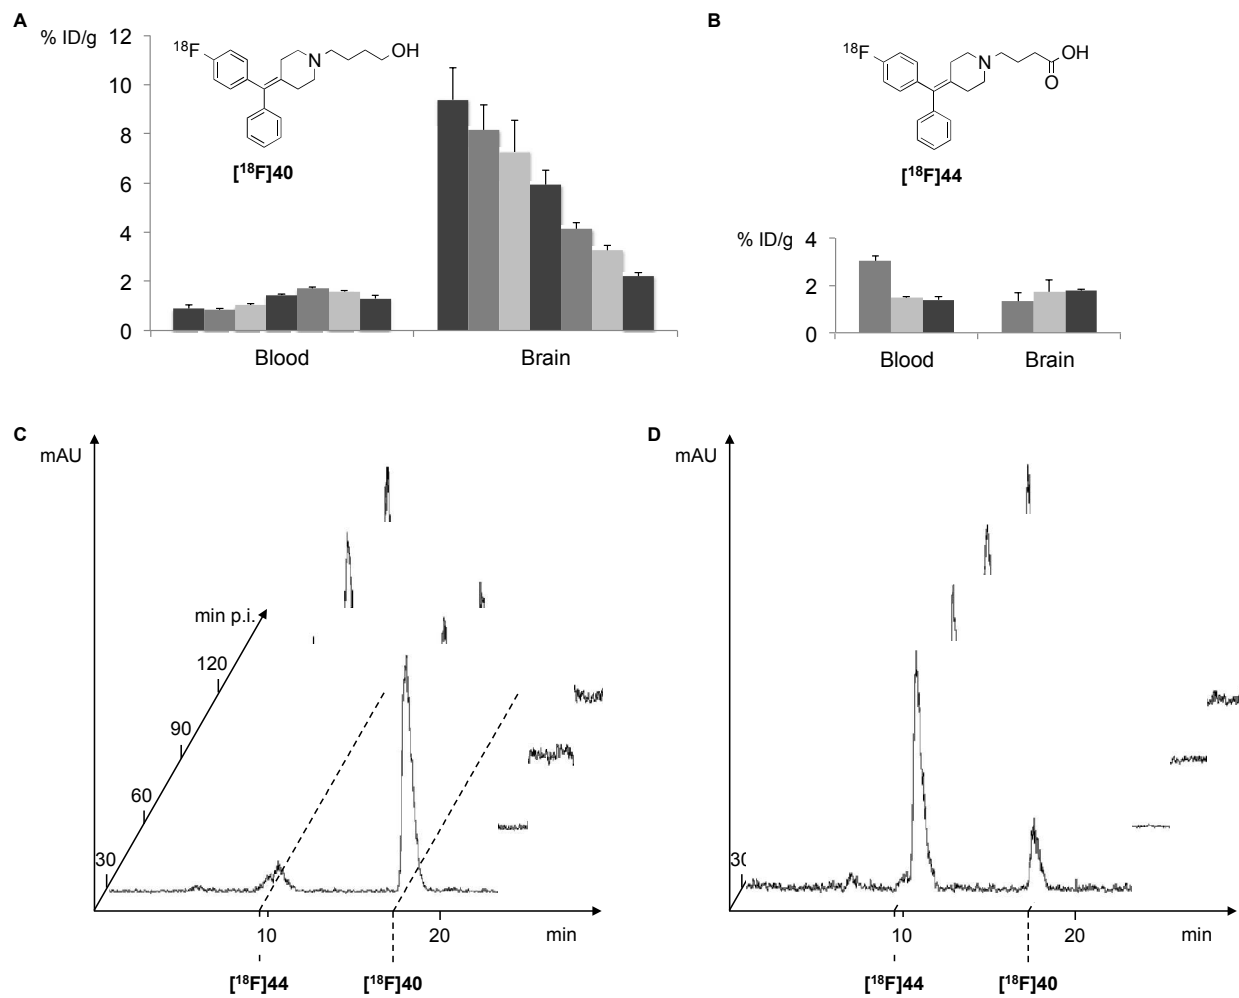 A
% ID/g
12
10
8
6
4
2
0
¹⁸F
N
OH
[¹⁸F]40
Blood
Brain
B
¹⁸F
N
OH
O
[¹⁸F]44
% ID/g
4
2
0
Blood
Brain
C
mAU
min p.i.
120
90
60
30
10
20
min
[¹⁸F]44
[¹⁸F]40
D
mAU
10
20
min
[¹⁸F]44
[¹⁸F]40